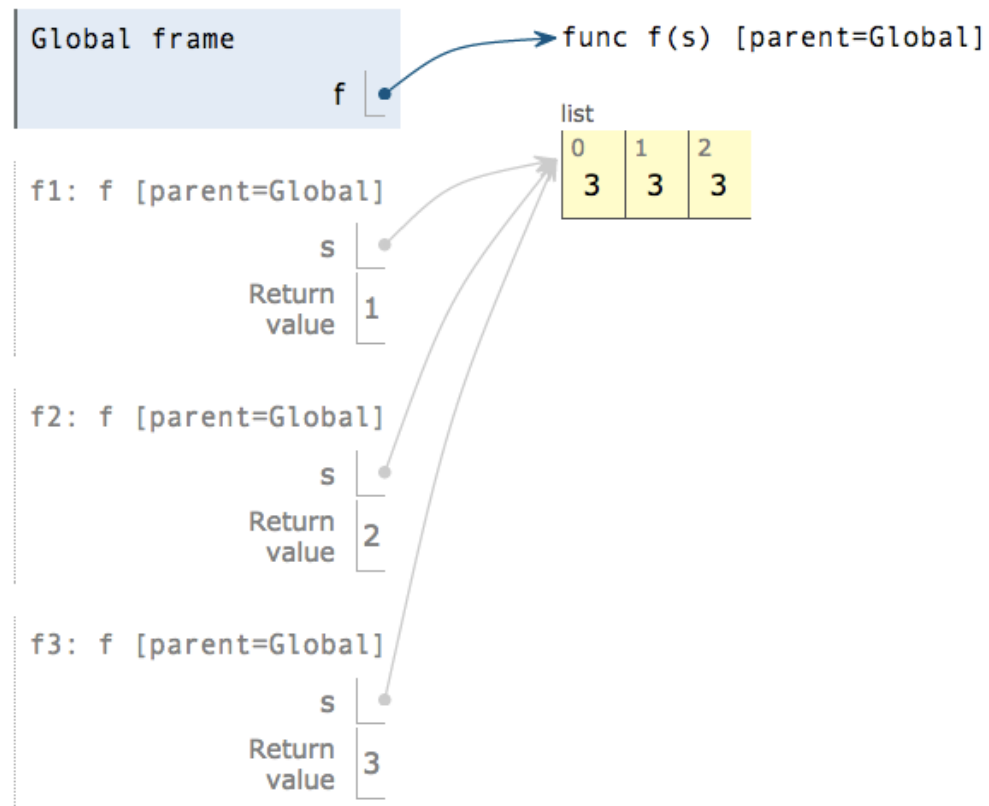 Global frame
f
func f(s) [parent=Global]
list
0 1 2
3 3 3
f1: f [parent=Global]
s
Return
value 1
f2: f [parent=Global]
s
Return
value 2
f3: f [parent=Global]
s
Return
value 3